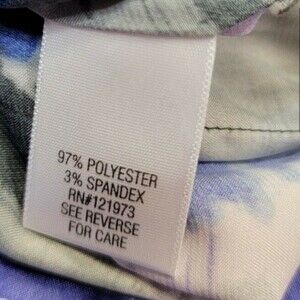 97% POLYESTER
3% SPANDEX
RN#121973
SEE REVERSE
FOR CARE